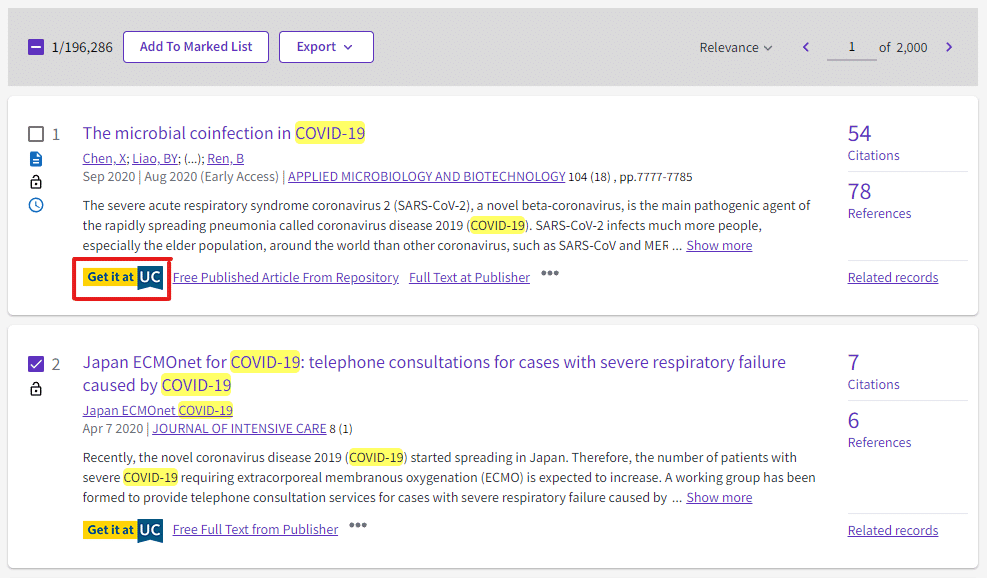 1/196,286 Add To Marked List Export Relevance 1 of 2,000
1 The microbial coinfection in COVID-19 54
Chen, X; Liao, BY; (...); Ren, B Citations
Sep 2020 | Aug 2020 (Early Access) | APPLIED MICROBIOLOGY AND BIOTECHNOLOGY 104 (18) , pp.7777-7785
78
The severe acute respiratory syndrome coronavirus 2 (SARS-CoV-2), a novel beta-coronavirus, is the main pathogenic agent of
References
the rapidly spreading pneumonia called coronavirus disease 2019 (COVID-19). SARS-CoV-2 infects much more people,
especially the elder population, around the world than other coronavirus, such as SARS-CoV and MER ... Show more
Get it at UC Free Published Article From Repository Full Text at Publisher ••• Related records
2 Japan ECMOnet for COVID-19: telephone consultations for cases with severe respiratory failure 7
caused by COVID-19 Citations
Japan ECMOnet COVID-19
Apr 7 2020 | JOURNAL OF INTENSIVE CARE 8 (1) 6
References
Recently, the novel coronavirus disease 2019 (COVID-19) started spreading in Japan. Therefore, the number of patients with
severe COVID-19 requiring extracorporeal membranous oxygenation (ECMO) is expected to increase. A working group has been
formed to provide telephone consultation services for cases with severe respiratory failure caused by ... Show more
Get it at UC Free Full Text from Publisher ••• Related records